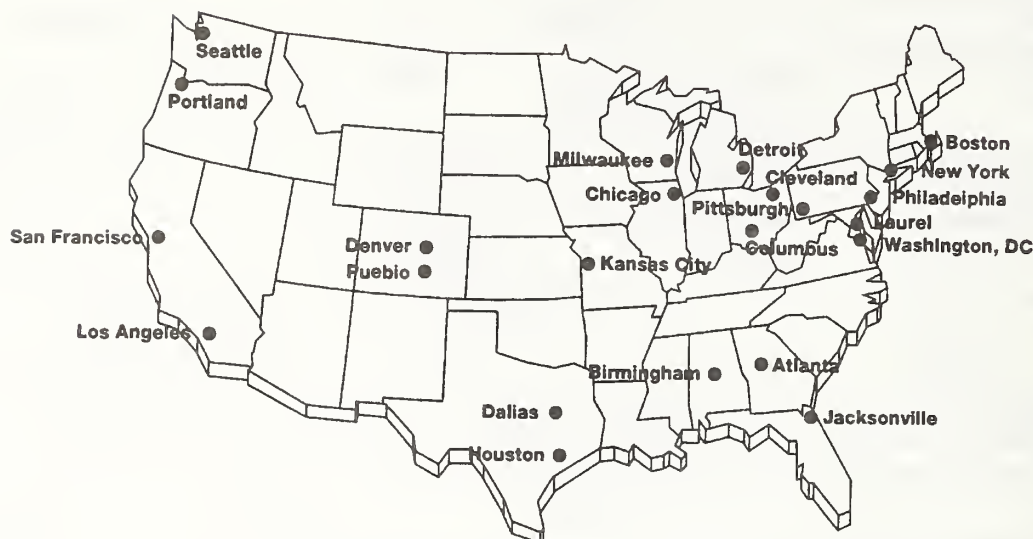 Seattle
Portland
Boston
Detroit
Milwaukee
New York
Cleveland
Chicago
Pittsburgh
Philadelphia
Laurel
San Francisco
Denver
Columbus
Washington, DC
Pueblo
Kansas City
Los Angeles
Birmingham
Atlanta
Dallas
Jacksonville
Houston